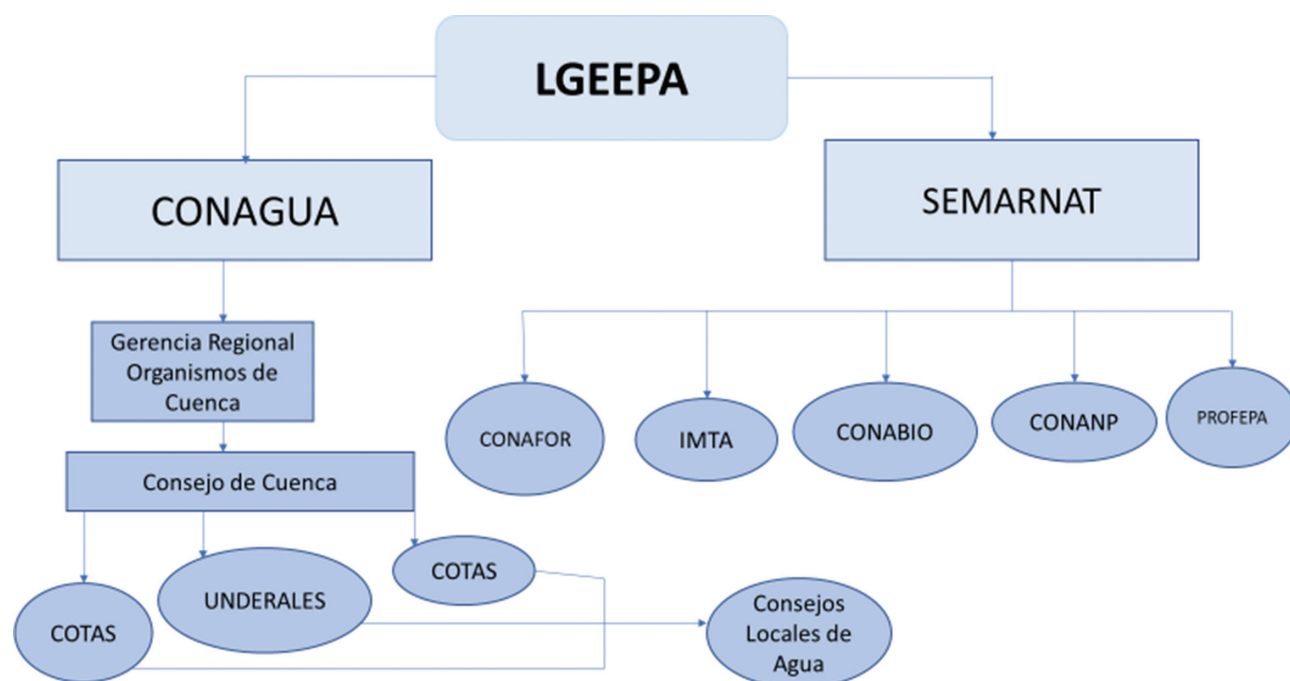 LGEEPA
CONAGUA
SEMARNAT
Gerencia Regional
Organismos de
Cuenca
Consejo de Cuenca
CONAFOR
IMTA
CONABIO
CONANP
PROFEPA
COTAS
UNDERALES
COTAS
Consejos
Locales de
Agua